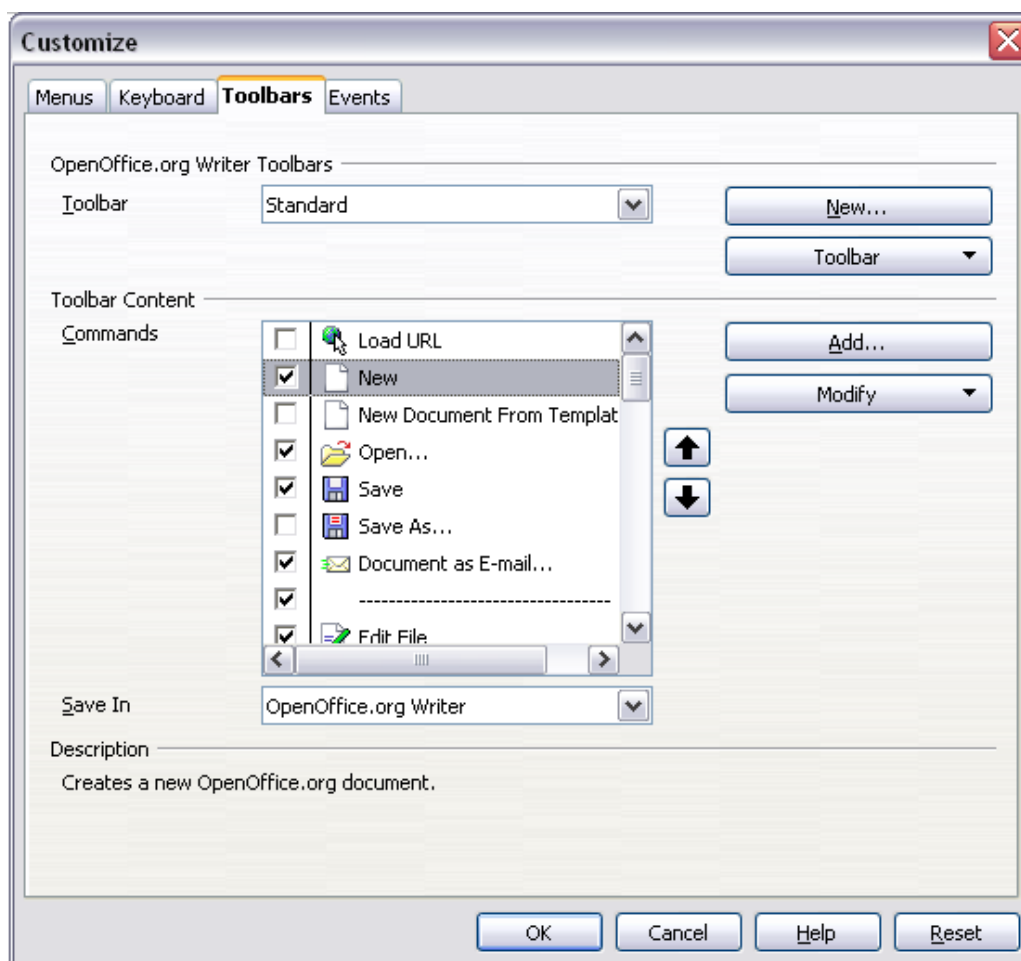 Customize
Menus Keyboard Toolbars Events
OpenOffice.org Writer Toolbars
Toolbar Standard New...
Toolbar
Toolbar Content
Commands Load URL Add...
New
Modify
New Document From Templat
Open...
Save
Save As...
Document as E-mail...
---------------------------------
Edit File
Save In OpenOffice.org Writer
Description
Creates a new OpenOffice.org document.
OK Cancel Help Reset